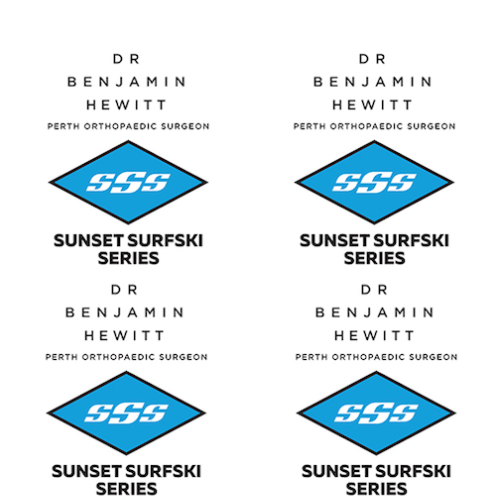 DR
BENJAMIN
HEWITT
PERTH ORTHOPAEDIC SURGEON
SSS
SUNSET SURFSKI
SERIES
DR
BENJAMIN
HEWITT
PERTH ORTHOPAEDIC SURGEON
SSS
SUNSET SURFSKI
SERIES
DR
BENJAMIN
HEWITT
PERTH ORTHOPAEDIC SURGEON
SSS
SUNSET SURFSKI
SERIES
DR
BENJAMIN
HEWITT
PERTH ORTHOPAEDIC SURGEON
SSS
SUNSET SURFSKI
SERIES